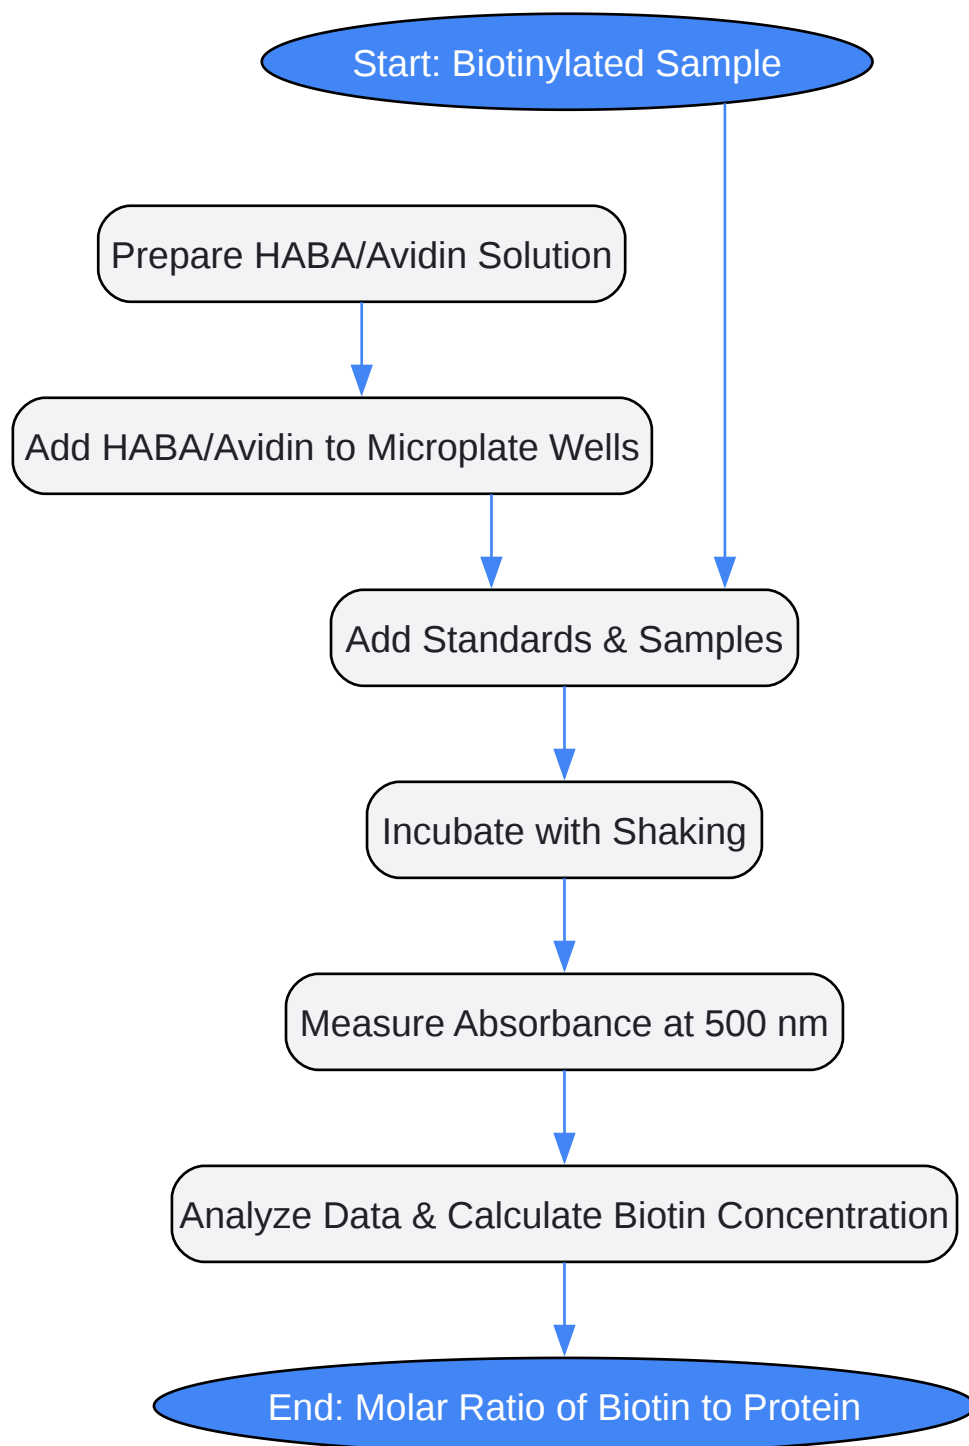 Start: Biotinylated Sample
Prepare HABA/Avidin Solution
Add HABA/Avidin to Microplate Wells
Add Standards & Samples
Incubate with Shaking
Measure Absorbance at 500 nm
Analyze Data & Calculate Biotin Concentration
End: Molar Ratio of Biotin to Protein